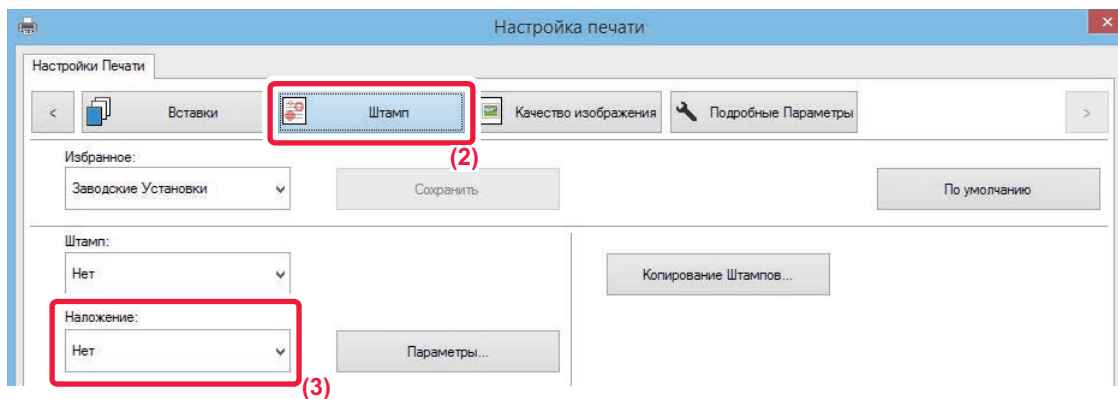 Настройка печати
Настройки Печати
< Вставки Штамп Качество изображения Подробные Параметры >
(2)
Избранное:
Заводские Установки Сохранить По умолчанию
Штамп:
Нет Копирование Штампов...
Наложение:
Нет Параметры...
(3)